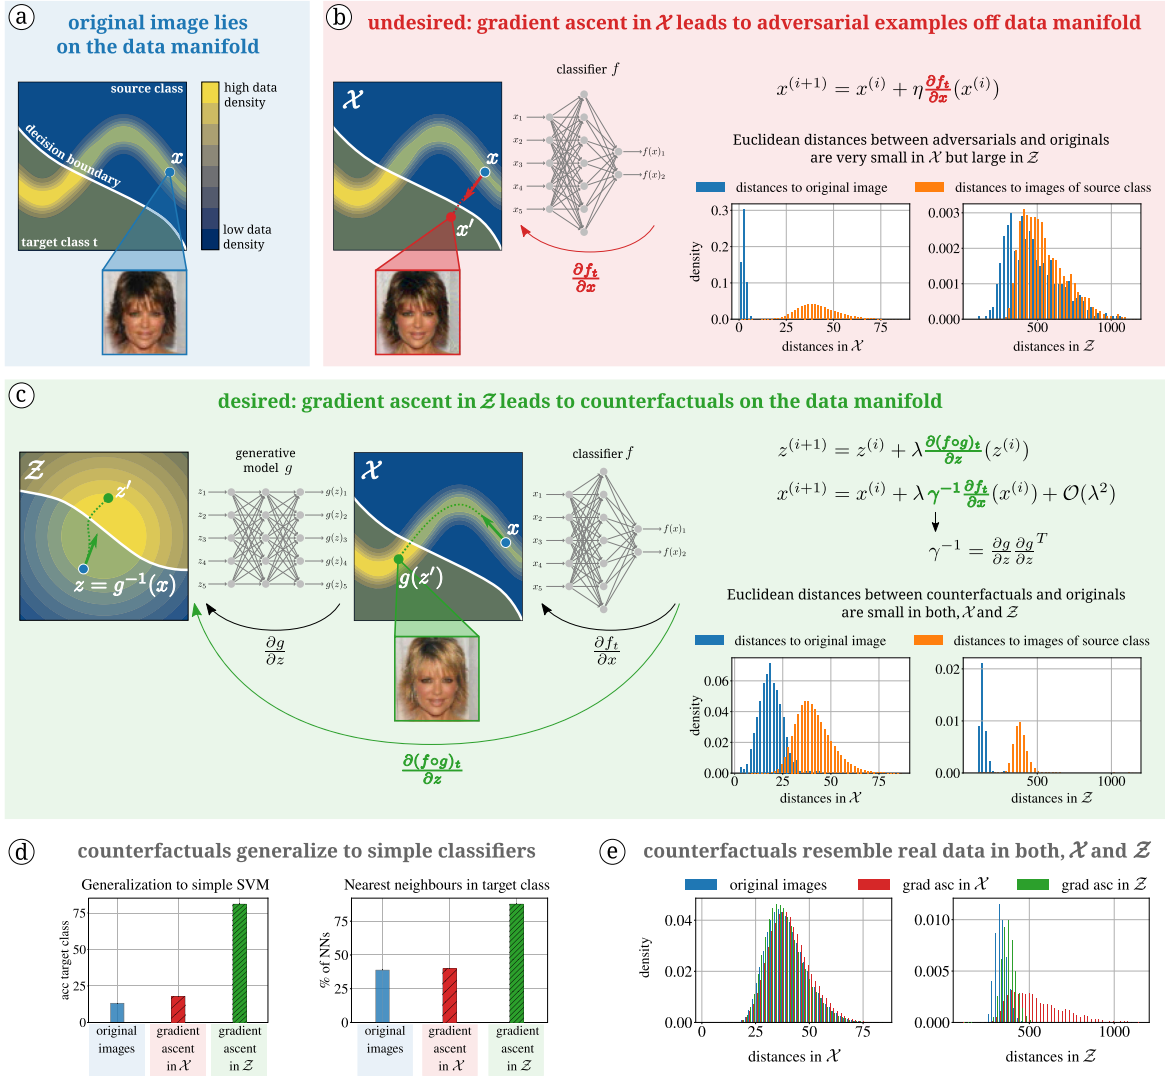 a
original image lies
on the data manifold
source class
decision boundary
x
target class t
high data
density
low data
density
b
undesired: gradient ascent in 𝒳 leads to adversarial examples off data manifold
𝒳
x
x′
classifier f
x₁
x₂
x₃
x₄
x₅
f(x)₁
f(x)₂
∂fₜ
∂x
x⁽ⁱ⁺¹⁾ = x⁽ⁱ⁾ + η ∂fₜ/∂x (x⁽ⁱ⁾)
Euclidean distances between adversarials and originals
are very small in 𝒳 but large in 𝒵
distances to original image
distances to images of source class
density
0.3
0.2
0.1
0.0
0
25
50
75
distances in 𝒳
0.003
0.002
0.001
0.000
500
1000
distances in 𝒵
c
desired: gradient ascent in 𝒵 leads to counterfactuals on the data manifold
𝒵
z′
z = g⁻¹(x)
generative
model g
z₁
z₂
z₃
z₄
z₅
g(z)₁
g(z)₂
g(z)₃
g(z)₄
g(z)₅
∂g
∂z
𝒳
x
g(z′)
classifier f
x₁
x₂
x₃
x₄
x₅
f(x)₁
f(x)₂
∂fₜ
∂x
∂(f∘g)ₜ
∂z
z⁽ⁱ⁺¹⁾ = z⁽ⁱ⁾ + λ ∂(f∘g)ₜ/∂z (z⁽ⁱ⁾)
x⁽ⁱ⁺¹⁾ = x⁽ⁱ⁾ + λ γ⁻¹ ∂fₜ/∂x (x⁽ⁱ⁾) + 𝒪(λ²)
γ⁻¹ = ∂g/∂z ∂g/∂z ᵀ
Euclidean distances between counterfactuals and originals
are small in both, 𝒳 and 𝒵
distances to original image
distances to images of source class
density
0.06
0.04
0.02
0.00
0
25
50
75
distances in 𝒳
0.02
0.01
0.00
500
1000
distances in 𝒵
d
counterfactuals generalize to simple classifiers
Generalization to simple SVM
acc target class
75
50
25
0
original
images
gradient
ascent
in 𝒳
gradient
ascent
in 𝒵
Nearest neighbours in target class
% of NNs
75
50
25
0
original
images
gradient
ascent
in 𝒳
gradient
ascent
in 𝒵
e
counterfactuals resemble real data in both, 𝒳 and 𝒵
original images
grad asc in 𝒳
grad asc in 𝒵
density
0.04
0.02
0.00
0
25
50
75
distances in 𝒳
0.010
0.005
0.000
500
1000
distances in 𝒵